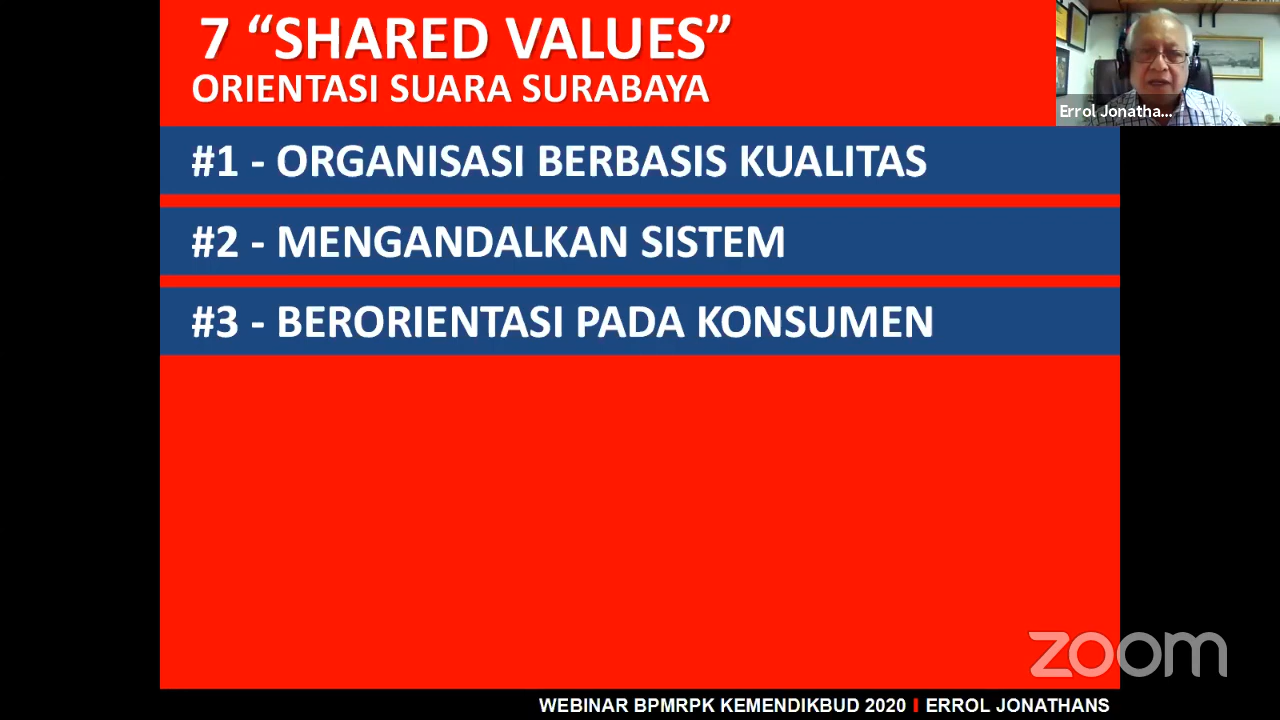 7 “SHARED VALUES”
ORIENTASI SUARA SURABAYA
Errol Jonatha...
#1 - ORGANISASI BERBASIS KUALITAS
#2 - MENGANDALKAN SISTEM
#3 - BERORIENTASI PADA KONSUMEN
zoom
WEBINAR BPMRPK KEMENDIKBUD 2020 I ERROL JONATHANS